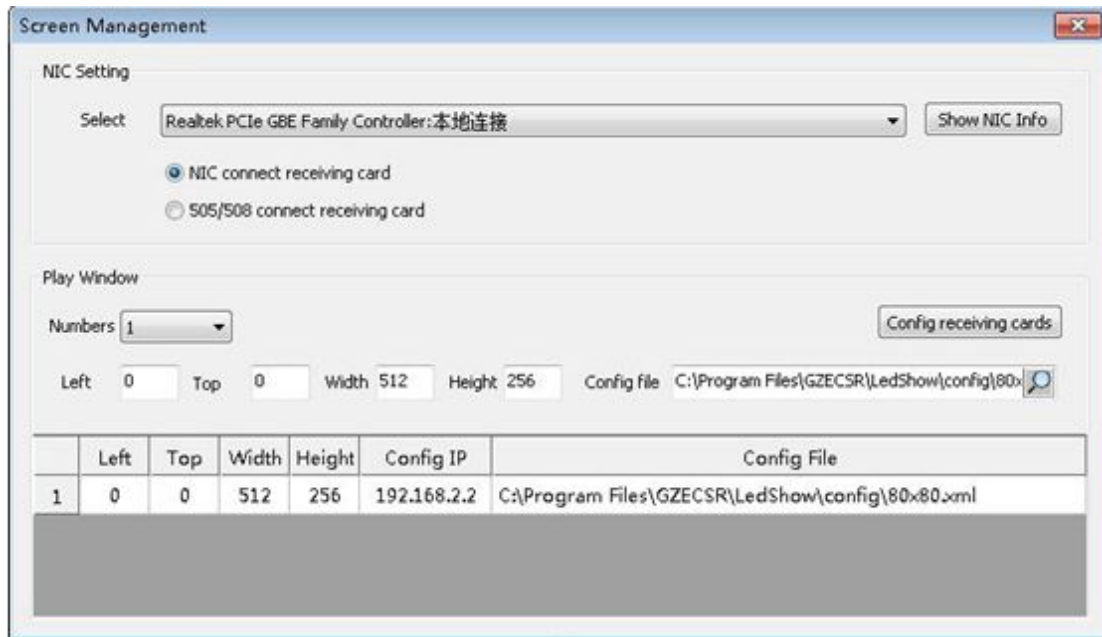 Screen Management
NIC Setting
Select Realtek PCIe GBE Family Controller:本地连接 Show NIC Info
NIC connect receiving card
505/508 connect receiving card
Play Window
Numbers 1 Config receiving cards
Left 0 Top 0 Width 512 Height 256 Config file C:\Program Files\GZECSR\LedShow\config\80x
Left Top Width Height Config IP Config File
1 0 0 512 256 192.168.2.2 C:\Program Files\GZECSR\LedShow\config\80x80.xml